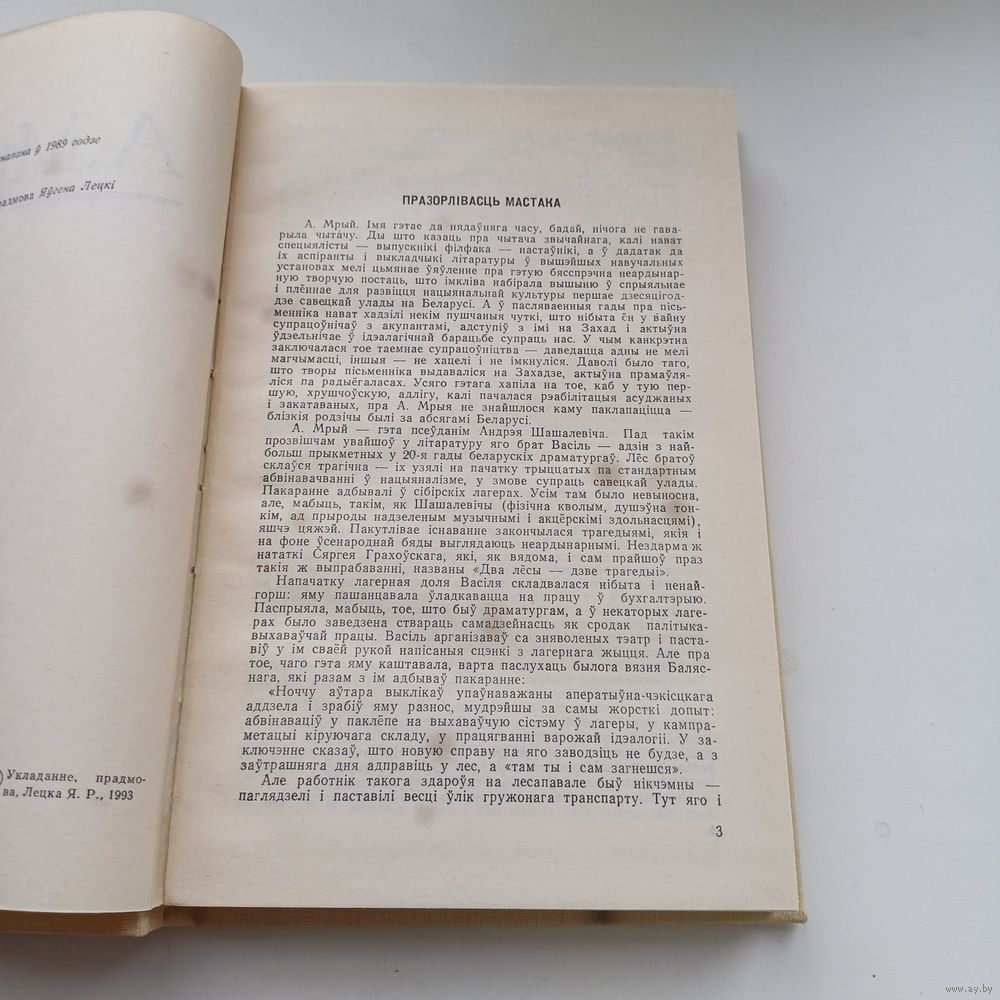 А. М
ў 1989 годзе
Яўгена Лецкі
Укладанне, прадмо-
ва, Лецка Я. Р., 1993
ПРАЗОРЛІВАСЦЬ МАСТАКА
А. Мрый. Імя гэтае да нядаўняга часу, бадай, нічога не гава-
рыла чытачу. Ды што казаць пра чытача звычайнага, калі нават
спецыялісты — выпускнікі філфака — настаўнікі, а ў дадатак да
іх аспіранты і выкладчыкі літаратуры ў вышэйшых навучальных
установах мелі цьмянае ўяўленне пра гэтую бясспрэчна неардынар-
ную творчую постаць, што імкліва набірала вышыню ў спрыяльнае
і плённае для развіцця нацыянальнай культуры першае дзесяцігод-
дзе савецкай улады на Беларусі. А ў пасляваенныя гады пра пісь-
менніка нават хадзілі некім пушчаныя чуткі, што нібыта ён у вайну
супрацоўнічаў з акупантамі, адступіў з імі на Захад і актыўна
ўдзельнічае ў ідэалагічнай барацьбе супраць нас. У чым канкрэтна
заключалася тое таемнае супрацоўніцтва — даведацца адны не мелі
магчымасці, іншыя — не хацелі і не імкнуліся. Даволі было таго,
што творы пісьменніка выдаваліся на Захадзе, актыўна прамаўля-
ліся па радыёгаласах. Усяго гэтага хапіла на тое, каб у тую пер-
шую, хрушчоўскую, адлігу, калі пачалася рэабілітацыя асуджаных
і закатаваных, пра А. Мрыя не знайшлося каму паклапаціцца —
блізкія родзічы былі за абсягамі Беларусі.
А. Мрый — гэта псеўданім Андрэя Шашалевіча. Пад такім
прозвішчам увайшоў у літаратуру яго брат Васіль — адзін з най-
больш прыкметных у 20-я гады беларускіх драматургаў. Лёс братоў
склаўся трагічна — іх узялі на пачатку трыццатых па стандартным
абвінавачванні ў нацыяналізме, у змове супраць савецкай улады.
Пакаранне адбывалі ў сібірскіх лагерах. Усім там было невыносна,
але, мабыць, такім, як Шашалевічы (фізічна кволым, душэўна тон-
кім, ад прыроды надзеленым музычнымі і акцёрскімі здольнасцямі),
яшчэ цяжэй. Пакутлівае існаванне закончылася трагедыямі, якія і
на фоне ўсенароднай бяды выглядаюць неардынарнымі. Нездарма ж
нататкі Сяргея Грахоўскага, які, як вядома, і сам прайшоў праз
такія ж выпрабаванні, названы «Два лёсы — дзве трагедыі».
Напачатку лагерная доля Васіля складвалася нібыта і ненай-
горш: яму пашанцавала ўладкавацца на працу ў бухгалтэрыю.
Паспрыяла, мабыць, тое, што быў драматургам, а ў некаторых лаге-
рах было заведзена ствараць самадзейнасць як сродак палітыка-
выхаваўчай працы. Васіль арганізаваў са зняволеных тэатр і паста-
віў у ім сваёй рукой напісаныя сцэнкі з лагернага жыцця. Але пра
тое, чаго гэта яму каштавала, варта паслухаць былога вязня Баляс-
нага, які разам з ім адбываў пакаранне:
«Ноччу аўтара выклікаў упаўнаважаны аператыўна-чэкісцкага
аддзела і зрабіў яму разнос, мудрэйшы за самы жорсткі допыт:
абвінаваціў у паклёпе на выхаваўчую сістэму ў лагеры, у кампра-
метацыі кіруючага складу, у працягванні варожай ідэалогіі. У за-
ключэнне сказаў, што новую справу на яго заводзіць не будзе, а з
заўтрашняга дня адправіць у лес, а «там ты і сам загнешся».
Але работнік такога здароўя на лесапавале быў нікчэмны —
паглядзелі і паставілі весці ўлік гружонага транспарту. Тут яго і
3
www.ay.by